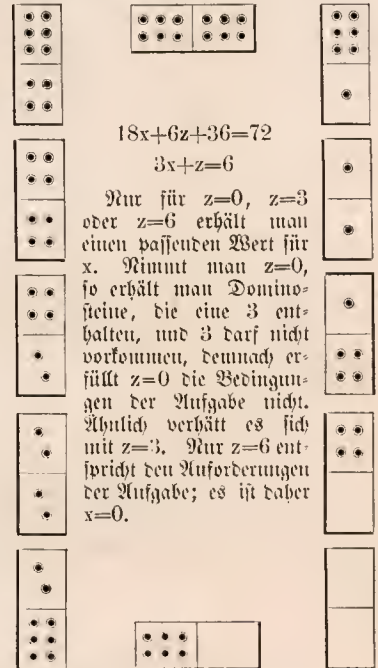 18x+6z+36=72
3x+z=6
Nur für z=0, z=3
oder z=6 erhält man
einen passenden Wert für
x. Nimmt man z=0,
so erhält man Domino-
steine, die eine 3 ent-
halten, und 3 darf nicht
vorkommen, demnach er-
füllt z=0 die Bedingun-
gen der Aufgabe nicht.
Ähnlich verhält es sich
mit z=3. Nur z=6 ent-
spricht den Anforderungen
der Aufgabe; es ist daher
x=0.